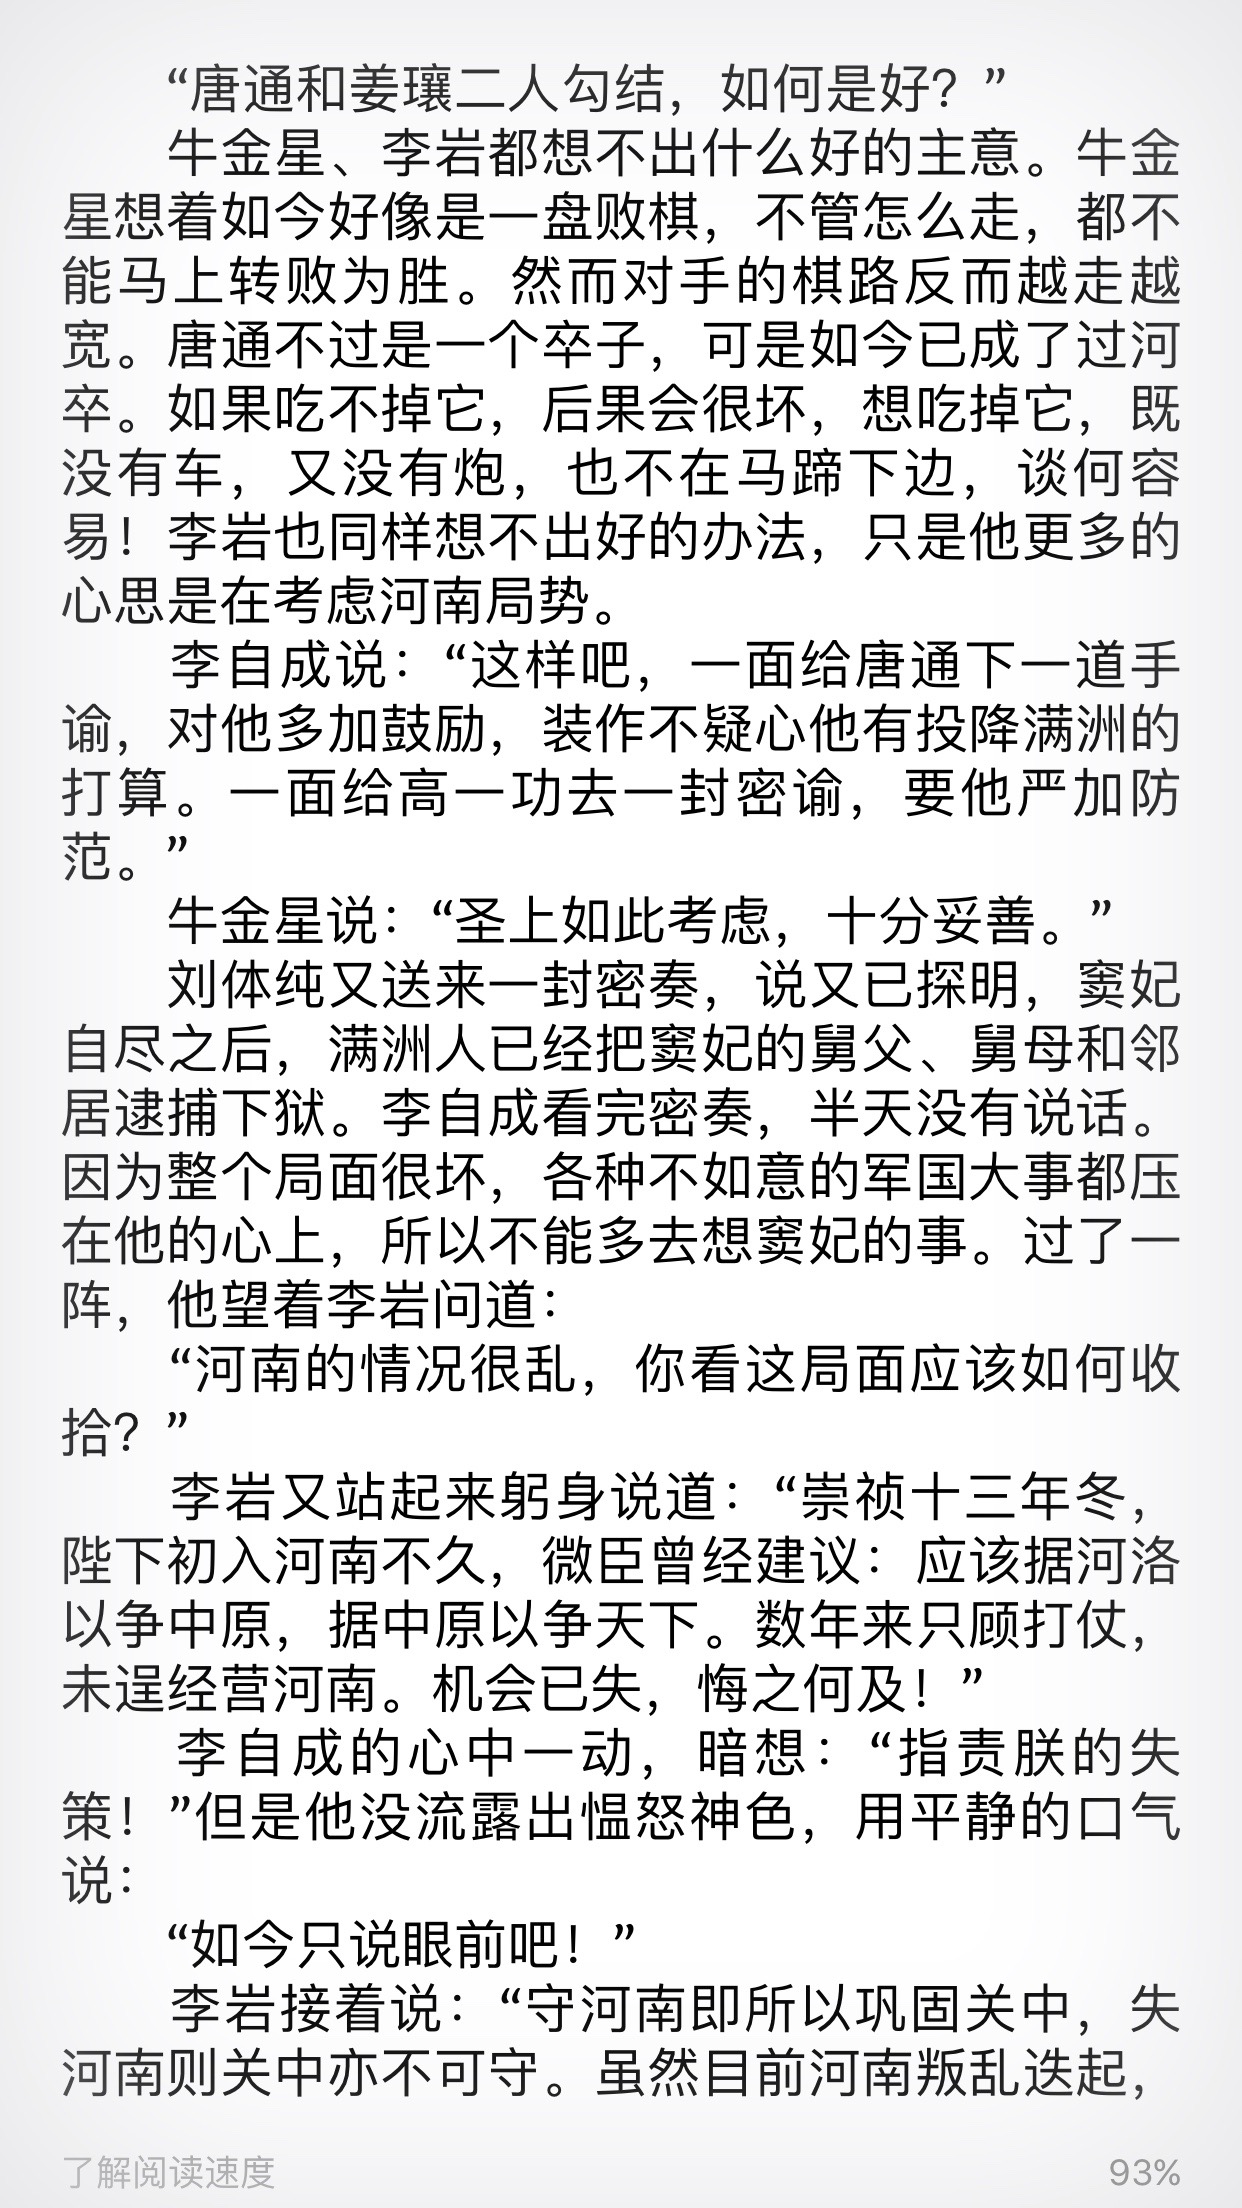 “唐通和姜瓖二人勾结，如何是好？”
牛金星、李岩都想不出什么好的主意。牛金
星想着如今好像是一盘败棋，不管怎么走，都不
能马上转败为胜。然而对手的棋路反而越走越
宽。唐通不过是一个卒子，可是如今已成了过河
卒。如果吃不掉它，后果会很坏，想吃掉它，既
没有车，又没有炮，也不在马蹄下边，谈何容
易！李岩也同样想不出好的办法，只是他更多的
心思是在考虑河南局势。
李自成说：“这样吧，一面给唐通下一道手
谕，对他多加鼓励，装作不疑心他有投降满洲的
打算。一面给高一功去一封密谕，要他严加防
范。”
牛金星说：“圣上如此考虑，十分妥善。”
刘体纯又送来一封密奏，说又已探明，窦妃
自尽之后，满洲人已经把窦妃的舅父、舅母和邻
居逮捕下狱。李自成看完密奏，半天没有说话。
因为整个局面很坏，各种不如意的军国大事都压
在他的心上，所以不能多去想窦妃的事。过了一
阵，他望着李岩问道：
“河南的情况很乱，你看这局面应该如何收
拾？”
李岩又站起来躬身说道：“崇祯十三年冬，
陛下初入河南不久，微臣曾经建议：应该据河洛
以争中原，据中原以争天下。数年来只顾打仗，
未逞经营河南。机会已失，悔之何及！”
李自成的心中一动，暗想：“指责朕的失
策！”但是他没流露出愠怒神色，用平静的口气
说：
“如今只说眼前吧！”
李岩接着说：“守河南即所以巩固关中，失
河南则关中亦不可守。虽然目前河南叛乱迭起，
了解阅读速度
93%